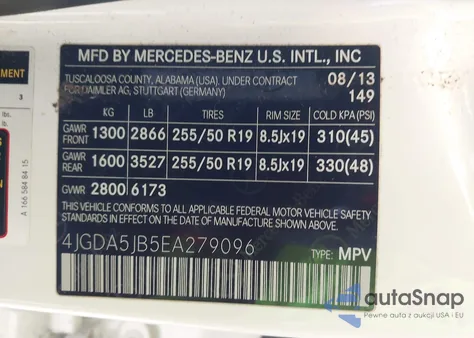 EMENT
3
lbs.
lbs.
A 166 584 84 15
MFD BY MERCEDES-BENZ U.S. INTL., INC
TUSCALOOSA COUNTY, ALABAMA (USA). UNDER CONTRACT 08/13
FOR DAIMLER AG, STUTTGART (GERMANY) 149
KG LB TIRES RIM SIZE COLD KPA (PSI)
GAWR FRONT 1300 2866 255/50 R19 8.5Jx19 310(45)
GAWR REAR 1600 3527 255/50 R19 8.5Jx19 330(48)
GVWR 2800 6173
THIS VEHICLE CONFORMS TO ALL APPLICABLE FEDERAL MOTOR VEHICLE
SAFETY STANDARDS IN EFFECT ON THE DATE OF MANUFACTURE SHOWN ABOVE.
4JGDA5JB5EA279096
TYPE: MPV
autoSnap
Pewne auta z aukcji USA i EU